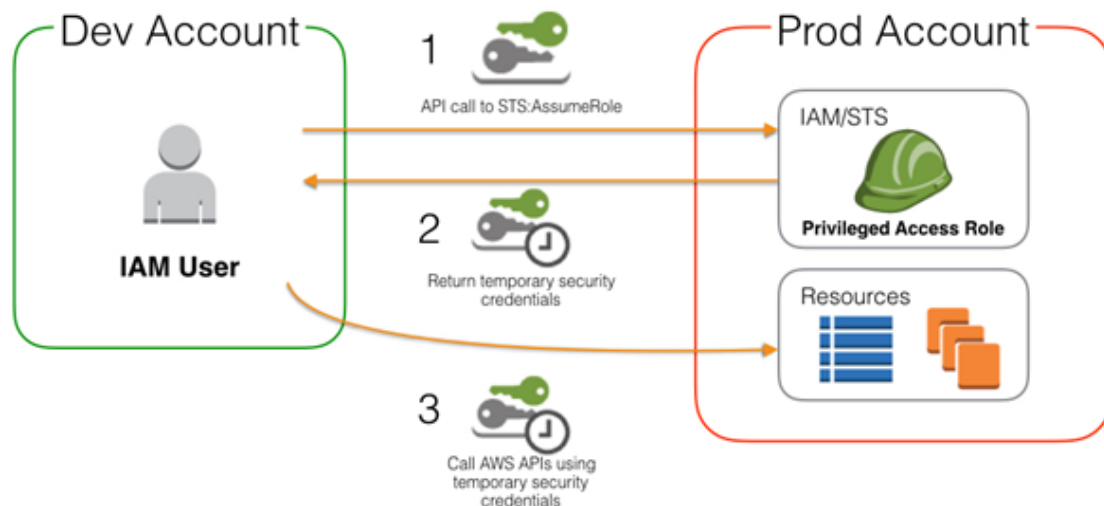 Dev Account
Prod Account
1
API call to STS:AssumeRole
IAM/STS
Privileged Access Role
IAM User
2
Return temporary security
credentials
Resources
3
Call AWS APIs using
temporary security
credentials